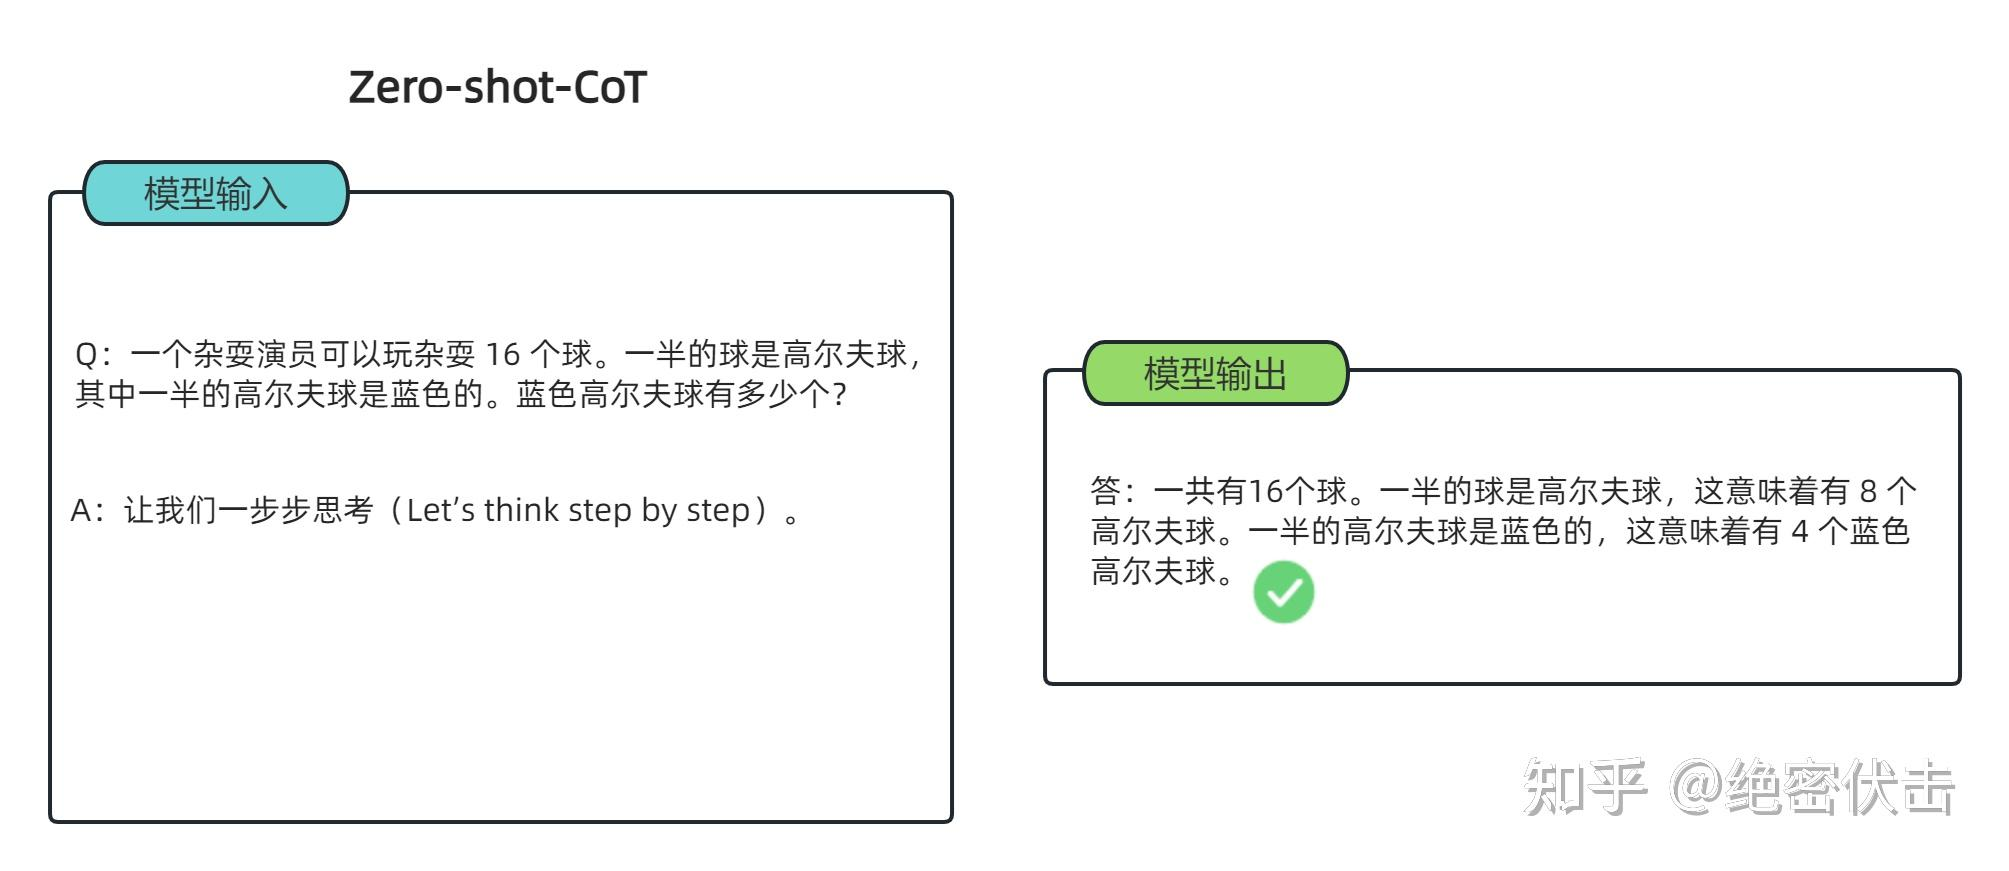 Zero-shot-CoT
模型输入
Q：一个杂耍演员可以玩杂耍 16 个球。一半的球是高尔夫球，
其中一半的高尔夫球是蓝色的。蓝色高尔夫球有多少个？
A：让我们一步步思考（Let’s think step by step）。
模型输出
答：一共有16个球。一半的球是高尔夫球，这意味着有 8 个
高尔夫球。一半的高尔夫球是蓝色的，这意味着有 4 个蓝色
高尔夫球。
知乎 @绝密伏击